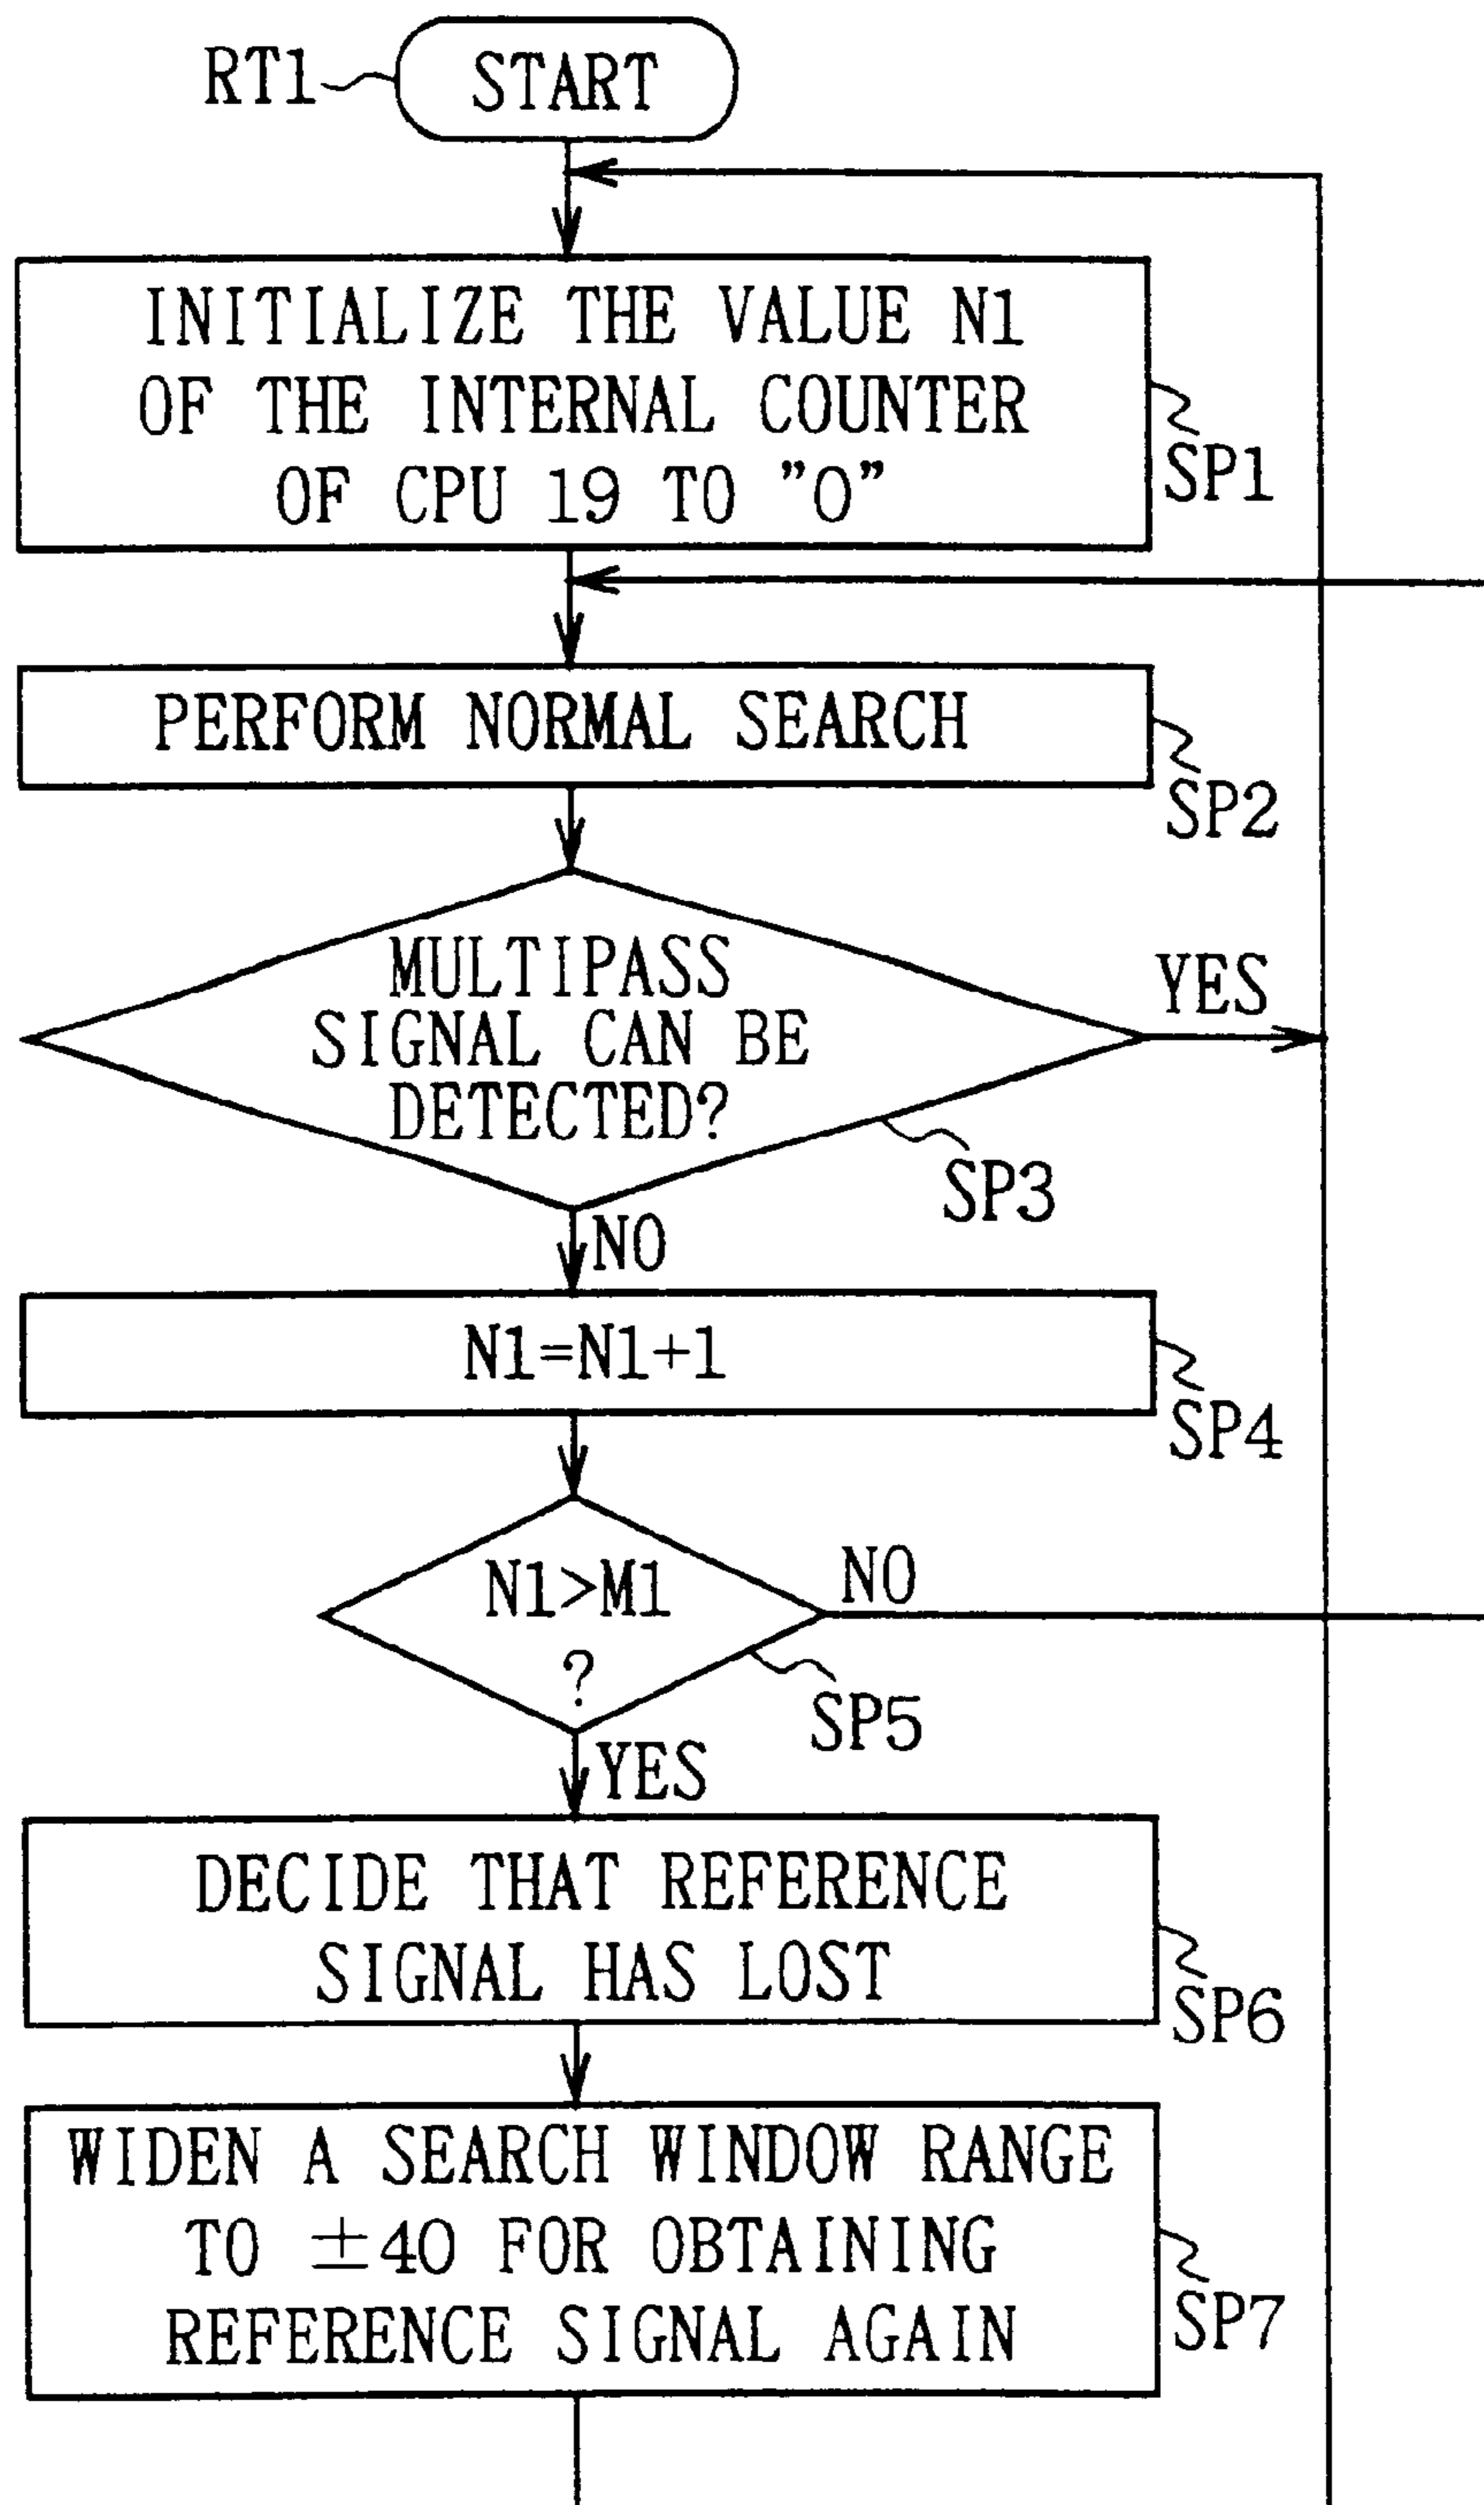 RT1
START
INITIALIZE THE VALUE N1
OF THE INTERNAL COUNTER
OF CPU 19 TO "0"
SP1
PERFORM NORMAL SEARCH
SP2
MULTIPASS
SIGNAL CAN BE
DETECTED?
YES
SP3
NO
N1=N1+1
SP4
N1>M1
?
NO
SP5
YES
DECIDE THAT REFERENCE
SIGNAL HAS LOST
SP6
WIDEN A SEARCH WINDOW RANGE
TO ±40 FOR OBTAINING
REFERENCE SIGNAL AGAIN
SP7